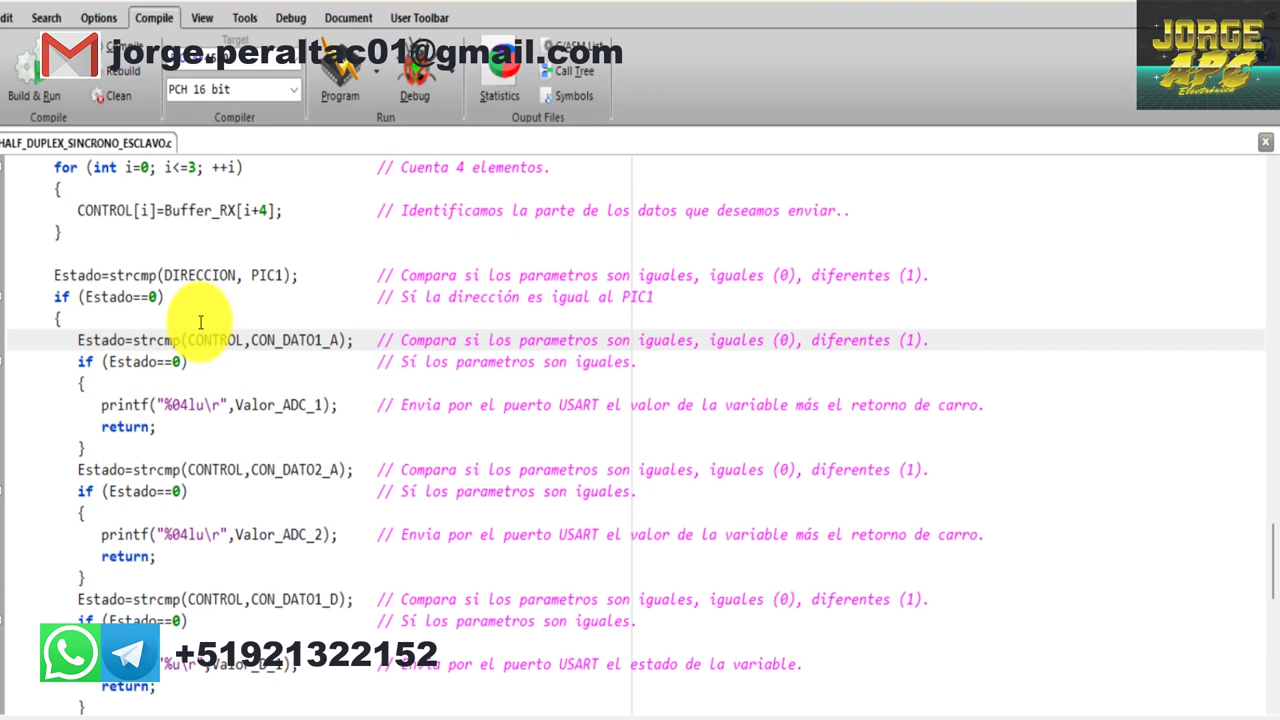 dit Search Options Compile View Tools Debug Document User Toolbar
JORGE
APC
Electrónica
jorge.peraltac01@gmail.com
Target
Rebuild
Call Tree
PCH 16 bit
Build & Run Clean Program Debug Statistics Symbols
Compile Compiler Run Ouput Files
HALF_DUPLEX_SINCRONO_ESCLAVO.c
for (int i=0; i<=3; ++i) // Cuenta 4 elementos.
{
CONTROL[i]=Buffer_RX[i+4]; // Identificamos la parte de los datos que deseamos enviar..
}
Estado=strcmp(DIRECCION, PIC1); // Compara si los parametros son iguales, iguales (0), diferentes (1).
if (Estado==0) // Sí la dirección es igual al PIC1
{
Estado=strcmp(CONTROL,CON_DATO1_A); // Compara si los parametros son iguales, iguales (0), diferentes (1).
if (Estado==0) // Sí los parametros son iguales.
{
printf("%04lu\r",Valor_ADC_1); // Envia por el puerto USART el valor de la variable más el retorno de carro.
return;
}
Estado=strcmp(CONTROL,CON_DATO2_A); // Compara si los parametros son iguales, iguales (0), diferentes (1).
if (Estado==0) // Sí los parametros son iguales.
{
printf("%04lu\r",Valor_ADC_2); // Envia por el puerto USART el valor de la variable más el retorno de carro.
return;
}
Estado=strcmp(CONTROL,CON_DATO1_D); // Compara si los parametros son iguales, iguales (0), diferentes (1).
if (Estado==0) // Sí los parametros son iguales.
+51921322152
"%u\r",Valor_D_1); // Envia por el puerto USART el estado de la variable.
return;
}